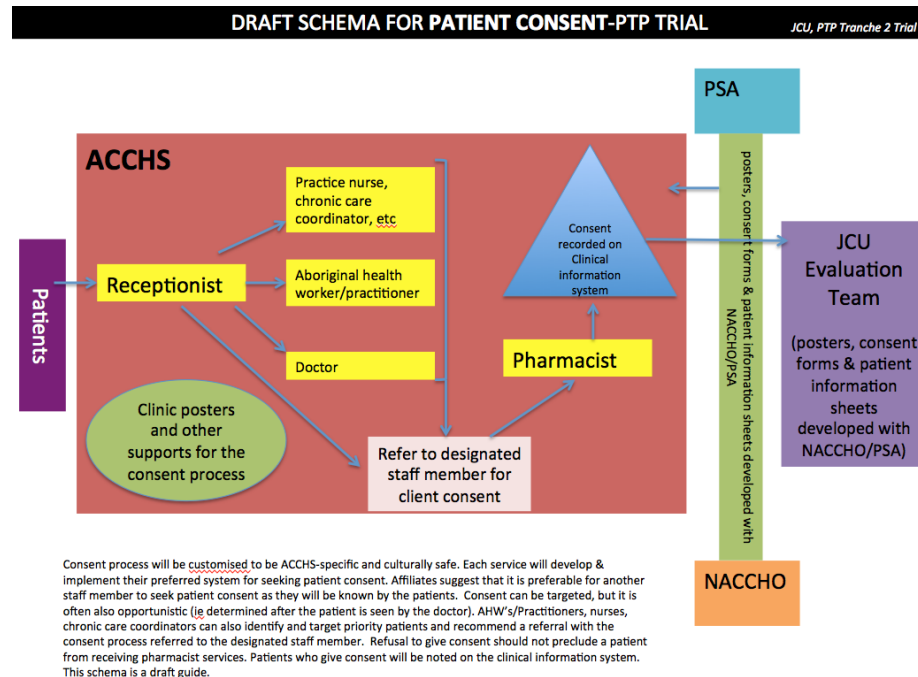 DRAFT SCHEMA FOR PATIENT CONSENT-PTP TRIAL
JCU, PTP Tranche 2 Trial
PSA
ACCHS
Practice nurse,
chronic care
coordinator, etc
Patients
Receptionist
Aboriginal health
worker/practitioner
Doctor
Clinic posters
and other
supports for the
consent process
Refer to designated
staff member for
client consent
Pharmacist
Consent
recorded on
Clinical
information
system
posters, consent forms & patient information sheets developed with
NACCHO/PSA
JCU
Evaluation
Team
(posters, consent
forms & patient
information
sheets
developed with
NACCHO/PSA)
NACCHO
Consent process will be customised to be ACCHS-specific and culturally safe. Each service will develop &
implement their preferred system for seeking patient consent. Affiliates suggest that it is preferable for another
staff member to seek patient consent as they will be known by the patients.  Consent can be targeted, but it is
often also opportunistic (ie determined after the patient is seen by the doctor). AHW's/Practitioners, nurses,
chronic care coordinators can also identify and target priority patients and recommend a referral with the
consent process referred to the designated staff member.  Refusal to give consent should not preclude a patient
from receiving pharmacist services. Patients who give consent will be noted on the clinical information system.
This schema is a draft guide.